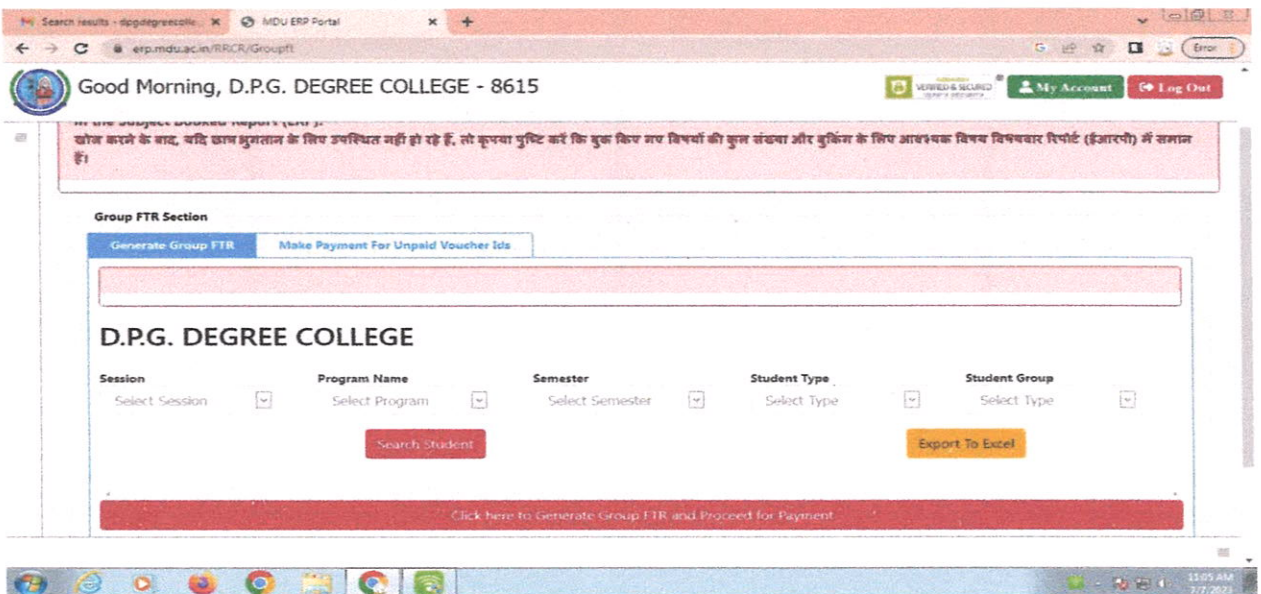 Search results - dpgdegreecolle
MDU ERP Portal
erp.mdu.ac.in/RRCR/Groupft
Error
Good Morning, D.P.G. DEGREE COLLEGE - 8615
VERIFIED & SECURED
My Account
Log Out
in the Subject Booked Report (ERP).
खोज करने के बाद, यदि छात्र भुगतान के लिए उपस्थित नहीं हो रहे हैं, तो कृपया पुष्टि करें कि बुक किए गए विषयों की कुल संख्या और बुकिंग के लिए आवश्यक विषय विषयवार रिपोर्ट (ईआरपी) में समान
हैं।
Group FTR Section
Generate Group FTR
Make Payment For Unpaid Voucher Ids
D.P.G. DEGREE COLLEGE
Session Program Name Semester Student Type Student Group
Select Session Select Program Select Semester Select Type Select Type
Search Student
Export To Excel
Click here to Generate Group FTR and Proceed for Payment
11:05 AM
7/7/2023